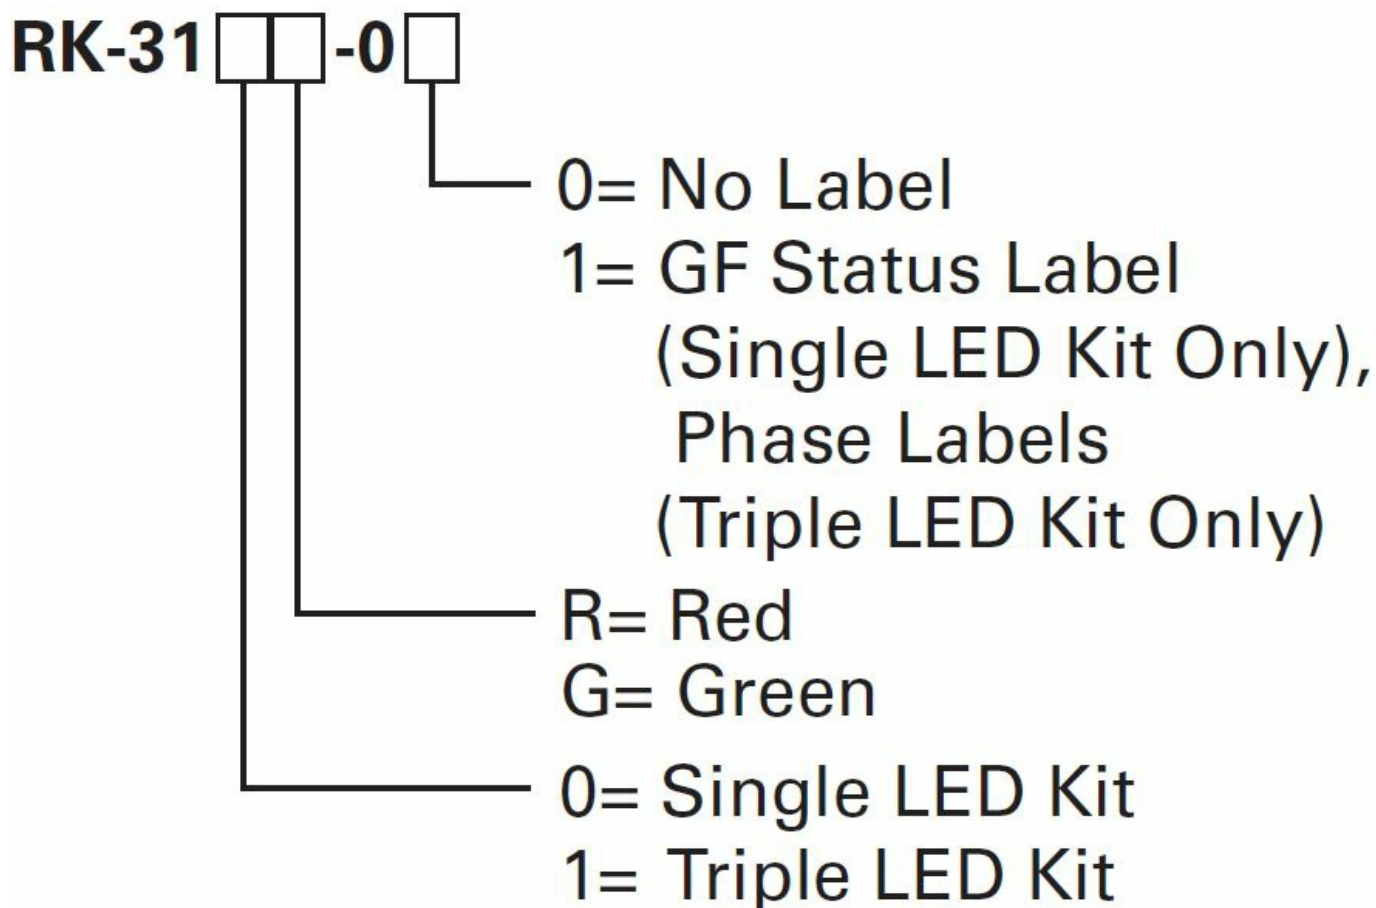 RK-31□□-0□
0= No Label
1= GF Status Label
(Single LED Kit Only),
Phase Labels
(Triple LED Kit Only)
R= Red
G= Green
0= Single LED Kit
1= Triple LED Kit